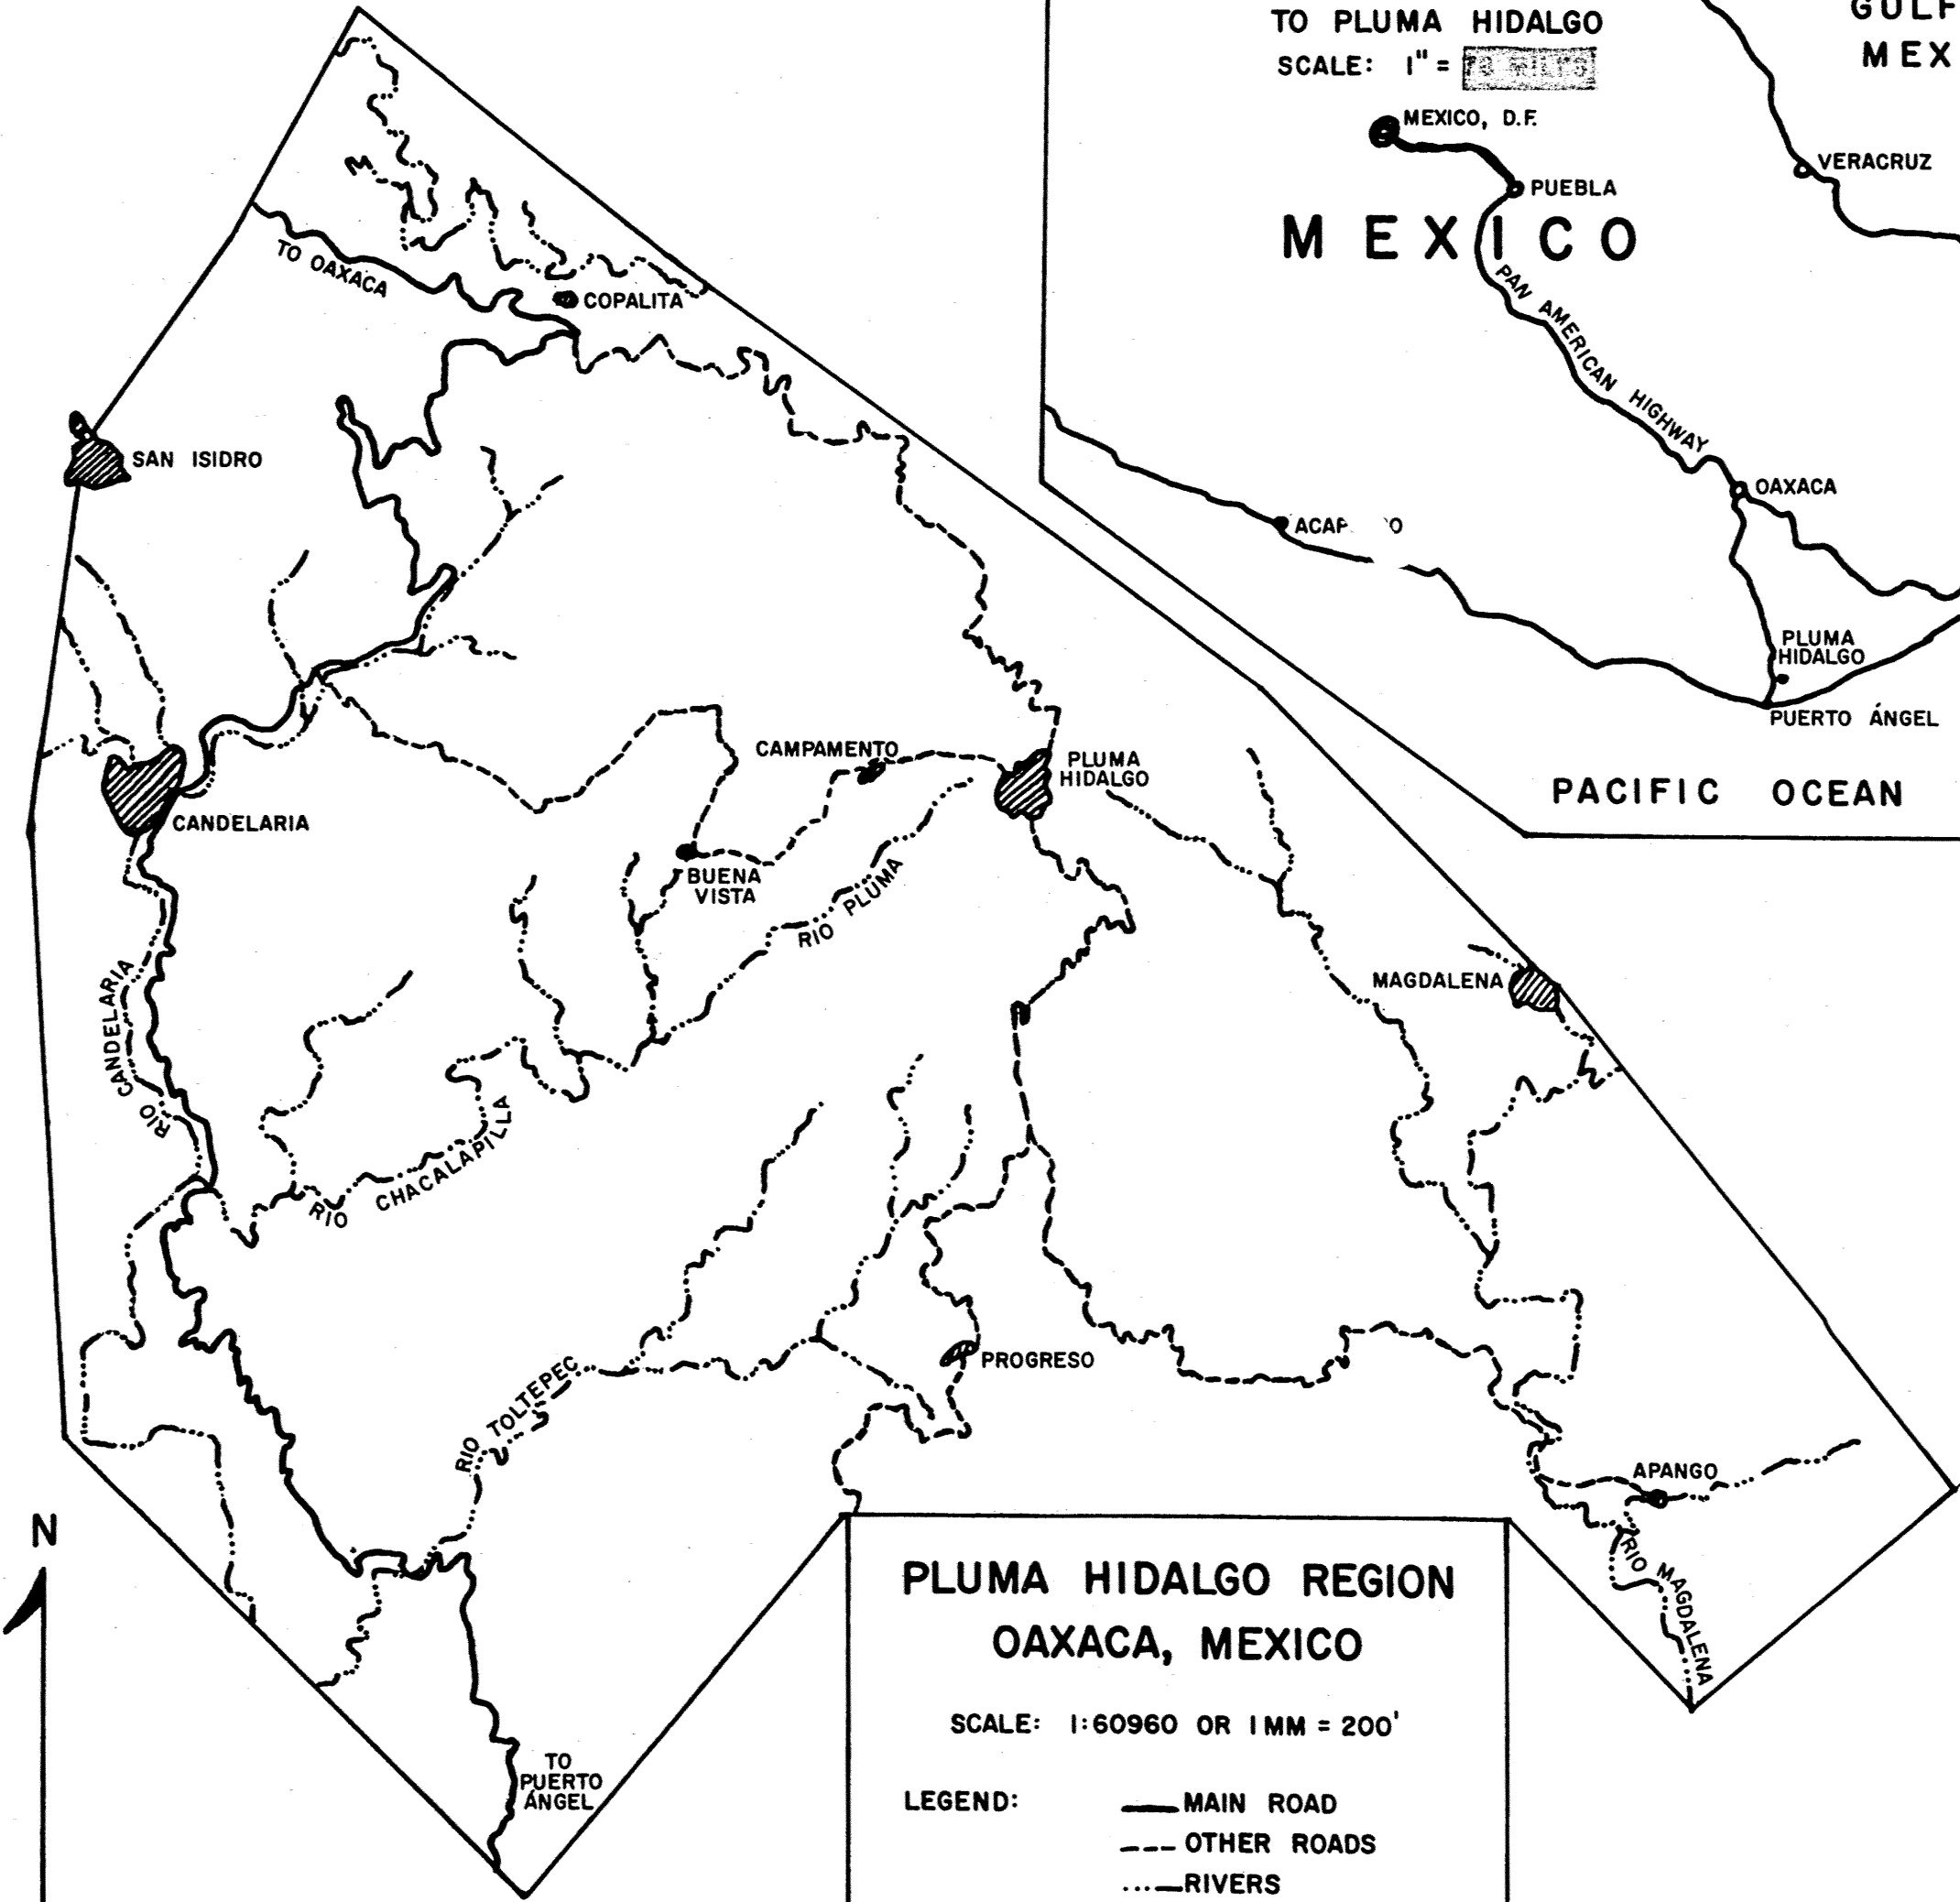 TO PLUMA HIDALGO
SCALE: 1" =
GULF
MEX
MEXICO, D.F.
PUEBLA
VERACRUZ
MEXICO
PAN AMERICAN HIGHWAY
OAXACA
PLUMA
HIDALGO
PUERTO ÁNGEL
PACIFIC OCEAN
TO OAXACA
COPALITA
SAN ISIDRO
CAMPAMENTO
PLUMA
HIDALGO
CANDELARIA
BUENA
VISTA
RIO PLUMA
MAGDALENA
RIO CANDELARIA
RIO CHACALAPILLA
PROGRESO
RIO TOLTEPEC
APANGO
RIO MAGDALENA
N
TO
PUERTO
ÁNGEL
PLUMA HIDALGO REGION
OAXACA, MEXICO
SCALE: 1:60960 OR 1MM = 200'
LEGEND:
MAIN ROAD
OTHER ROADS
RIVERS